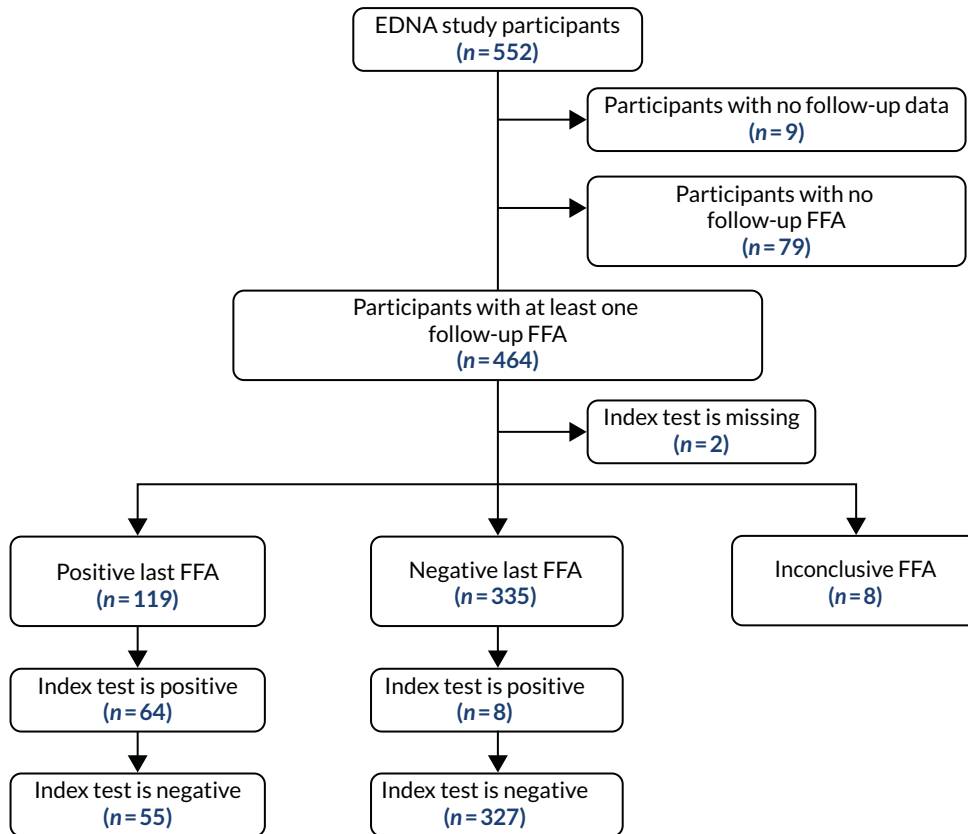 EDNA study participants
(n=552)
Participants with no follow-up data
(n=9)
Participants with no
follow-up FFA
(n=79)
Participants with at least one
follow-up FFA
(n=464)
Index test is missing
(n=2)
Positive last FFA
(n=119)
Negative last FFA
(n=335)
Inconclusive FFA
(n=8)
Index test is positive
(n=64)
Index test is positive
(n=8)
Index test is negative
(n=55)
Index test is negative
(n=327)